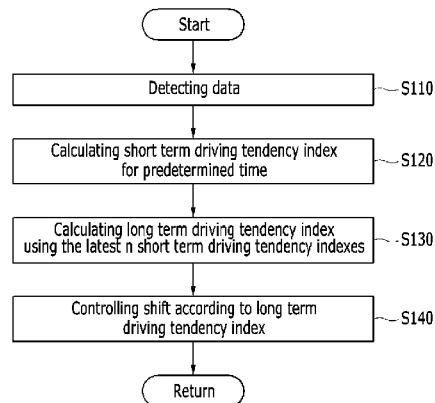 Start
Detecting data
S110
Calculating short term driving tendency index
for predetermined time
S120
Calculating long term driving tendency index
using the latest n short term driving tendency indexes
S130
Controlling shift according to long term
driving tendency index
S140
Return